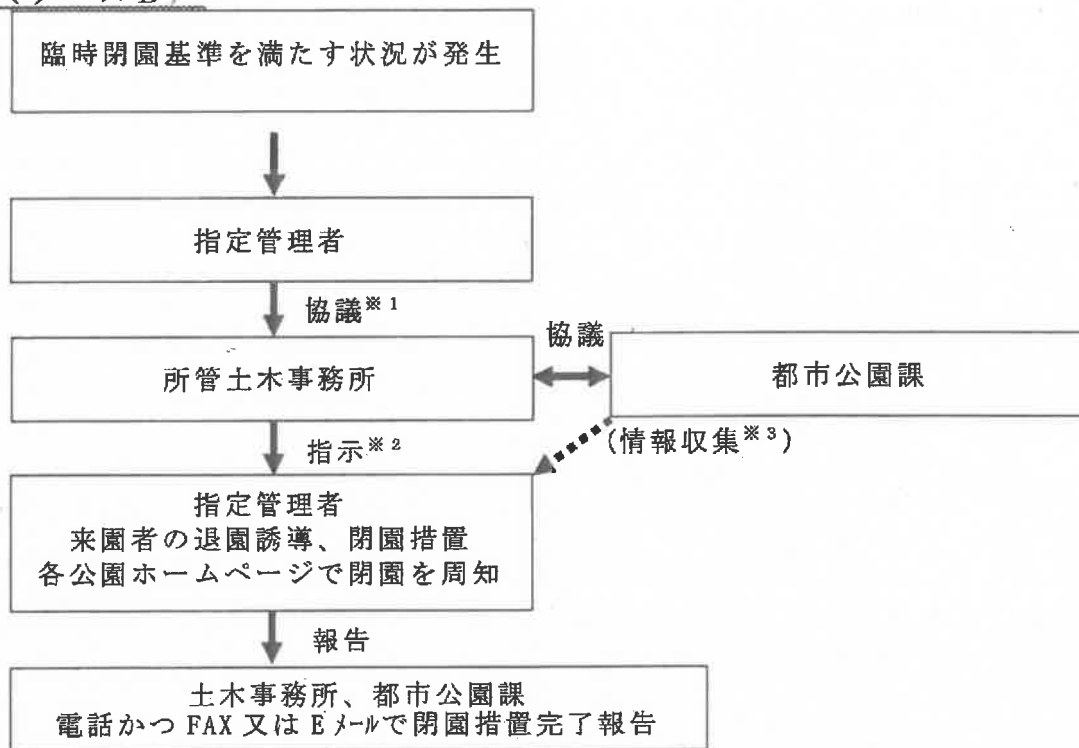 臨時閉園基準を満たす状況が発生
指定管理者
協議※1
協議
所管土木事務所
都市公園課
指示※2
(情報収集※3)
指定管理者
来園者の退園誘導、閉園措置
各公園ホームページで閉園を周知
報告
土木事務所、都市公園課
電話かつ FAX 又は E メールで閉園措置完了報告